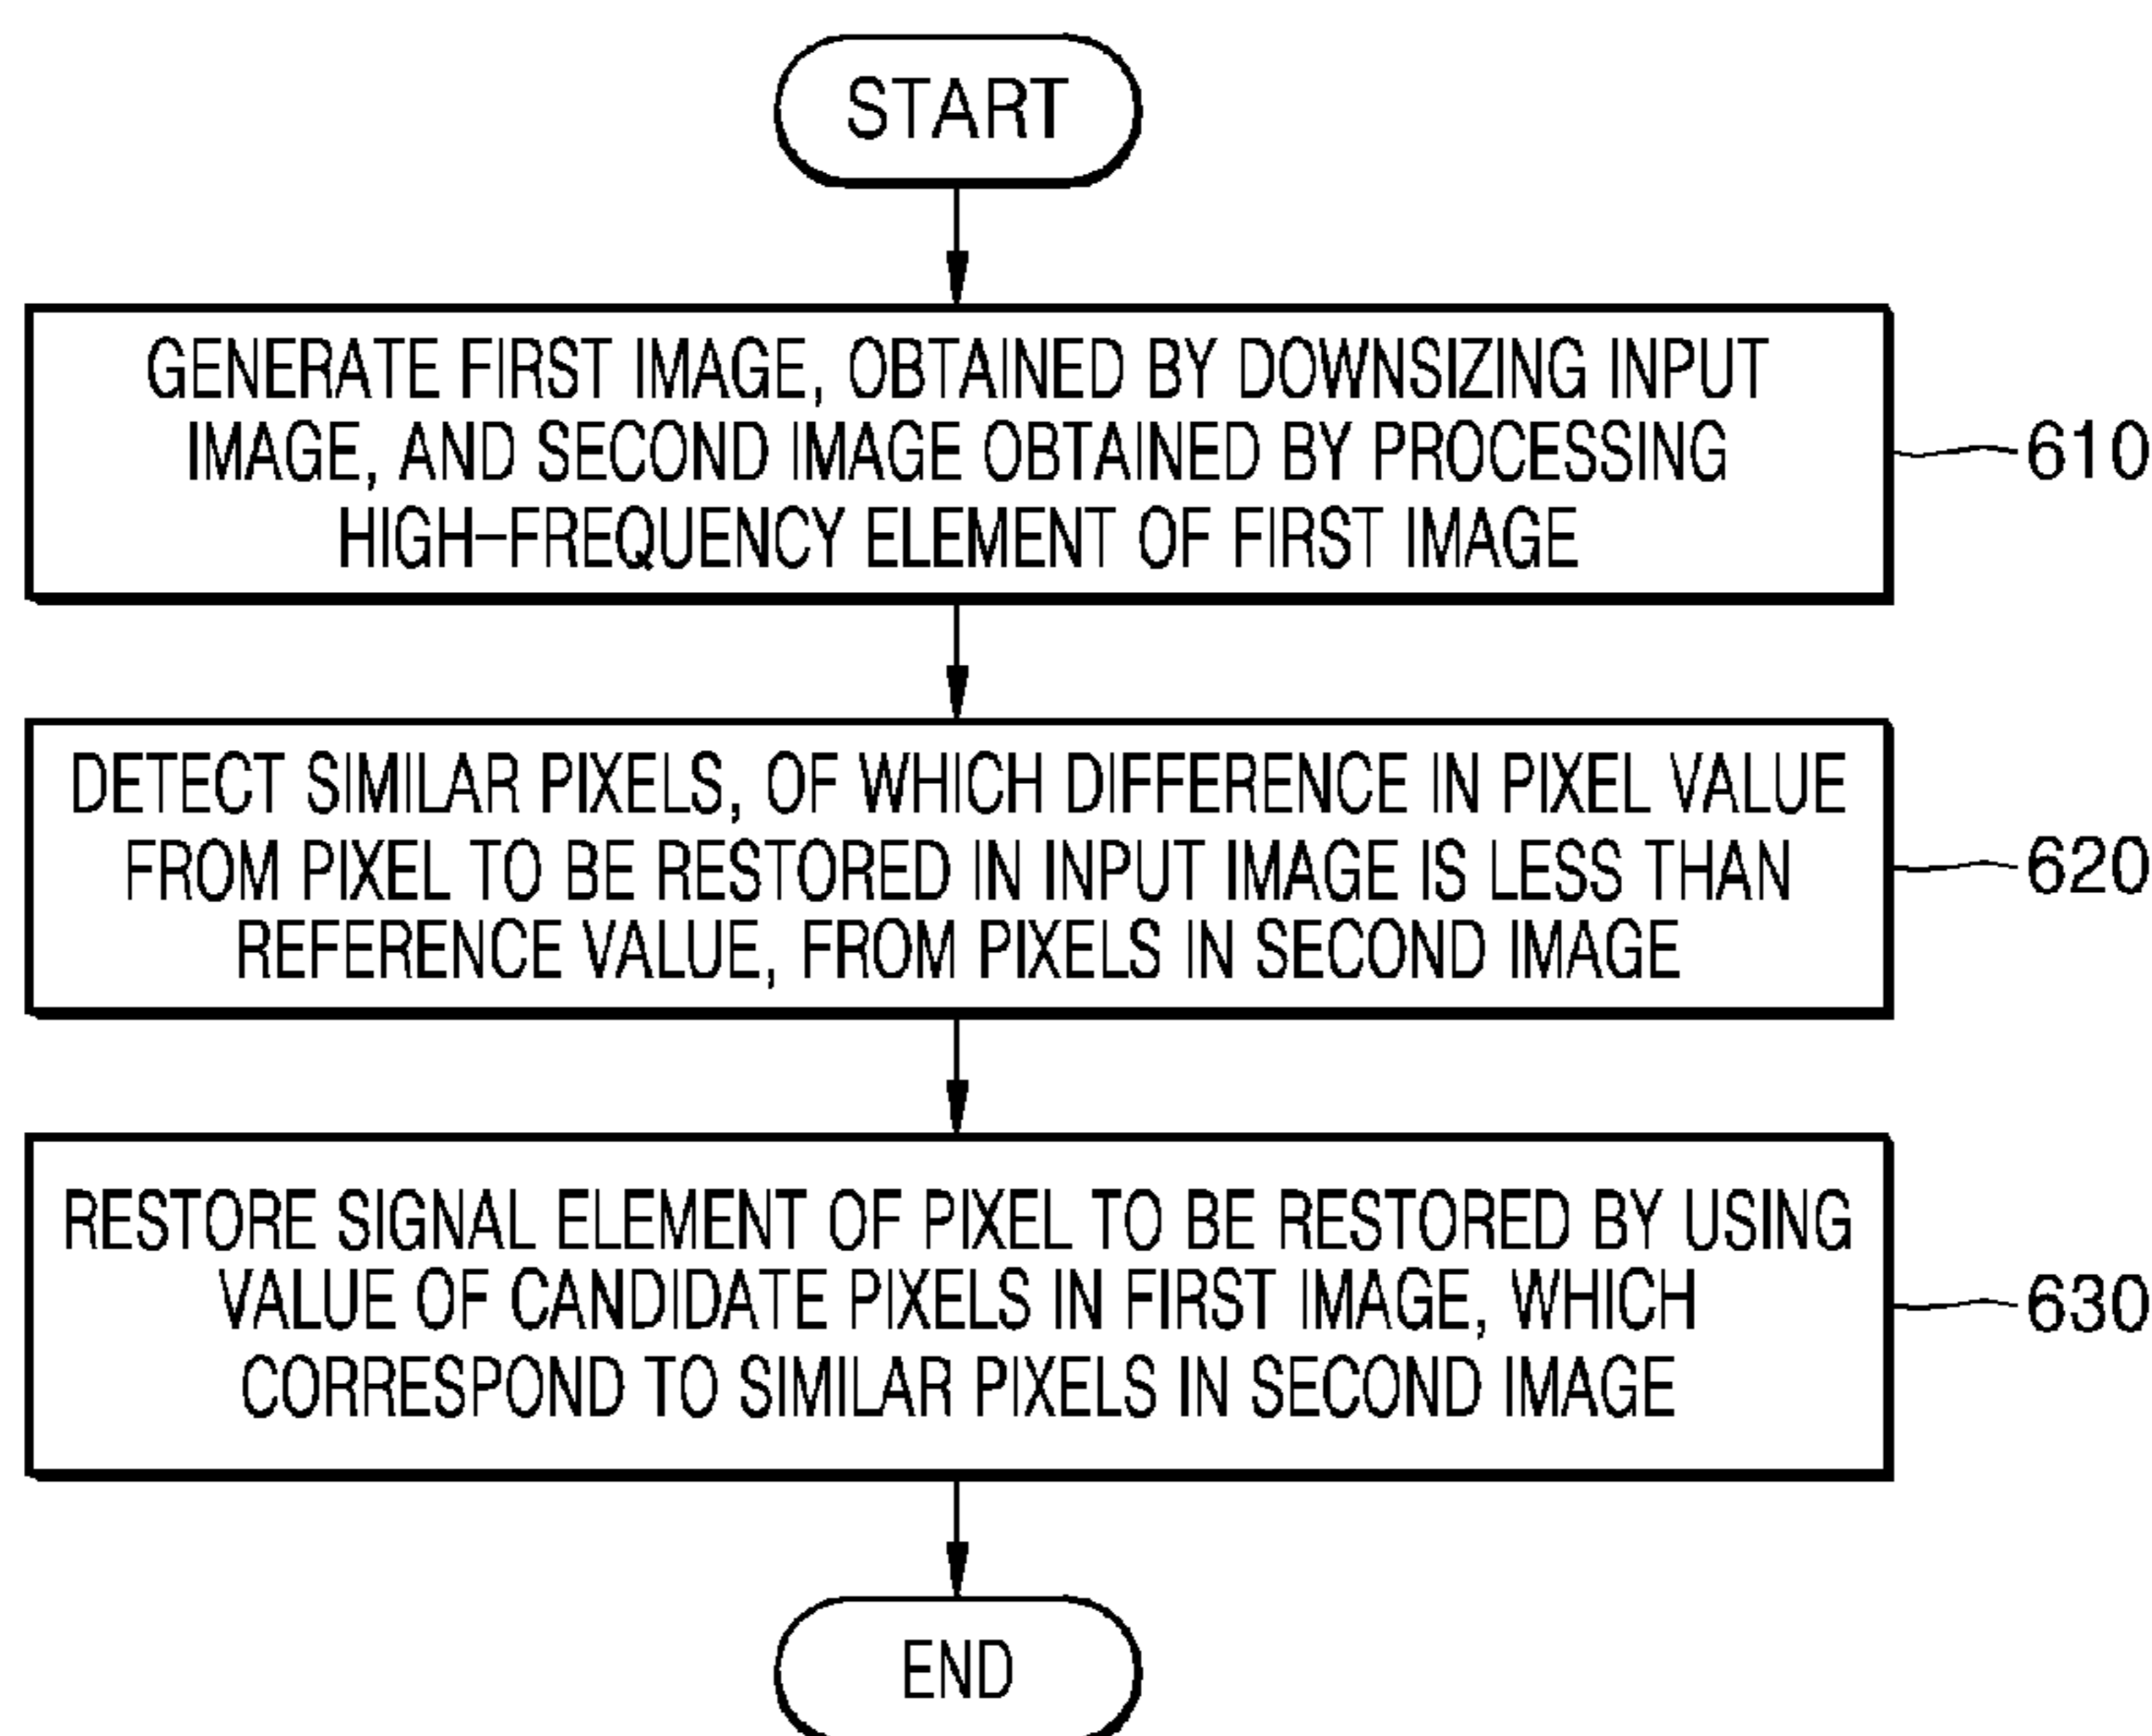 START
GENERATE FIRST IMAGE, OBTAINED BY DOWNSIZING INPUT
IMAGE, AND SECOND IMAGE OBTAINED BY PROCESSING
HIGH-FREQUENCY ELEMENT OF FIRST IMAGE
610
DETECT SIMILAR PIXELS, OF WHICH DIFFERENCE IN PIXEL VALUE
FROM PIXEL TO BE RESTORED IN INPUT IMAGE IS LESS THAN
REFERENCE VALUE, FROM PIXELS IN SECOND IMAGE
620
RESTORE SIGNAL ELEMENT OF PIXEL TO BE RESTORED BY USING
VALUE OF CANDIDATE PIXELS IN FIRST IMAGE, WHICH
CORRESPOND TO SIMILAR PIXELS IN SECOND IMAGE
630
END